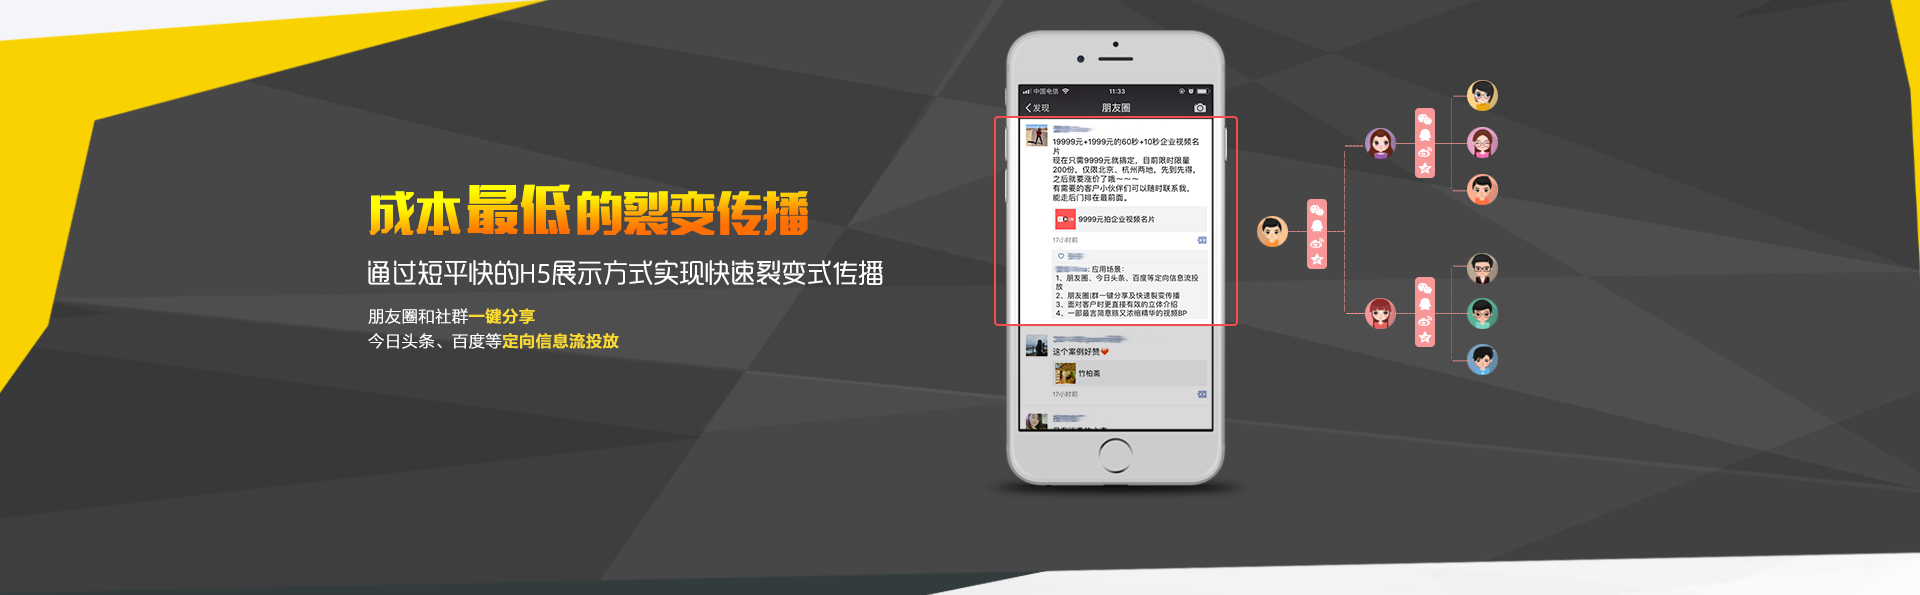 成本最低的裂变传播
通过短平快的H5展示方式实现快速裂变式传播
朋友圈和社群一键分享
今日头条、百度等定向信息流投放
中国电信
11:33
发现
朋友圈
19999元+1999元的60秒+10秒企业视频名
片
现在只需9999元就搞定，目前限时限量
200份，仅限北京、杭州两地，先到先得，
之后就要涨价了哦～～～
有需要的客户小伙伴们可以随时联系我，
能走后门排在最前面。
9999元拍企业视频名片
17小时前
: 应用场景：
1、朋友圈、今日头条、百度等定向信息流投
放
2、朋友圈|群一键分享及快速裂变传播
3、面对客户时更直接有效的立体介绍
4、一部最言简意赅又浓缩精华的视频BP
这个案例好赞
竹柏斋
17小时前